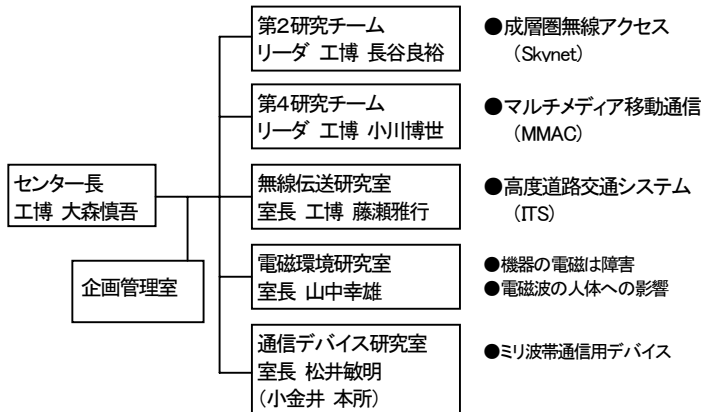 第2研究チーム
リーダ 工博 長谷良裕
●成層圏無線アクセス
(Skynet)
第4研究チーム
リーダ 工博 小川博世
●マルチメディア移動通信
(MMAC)
センター長
工博 大森慎吾
無線伝送研究室
室長 工博 藤瀬雅行
●高度道路交通システム
(ITS)
企画管理室
電磁環境研究室
室長 山中幸雄
●機器の電磁は障害
●電磁波の人体への影響
通信デバイス研究室
室長 松井敏明
(小金井 本所)
●ミリ波帯通信用デバイス